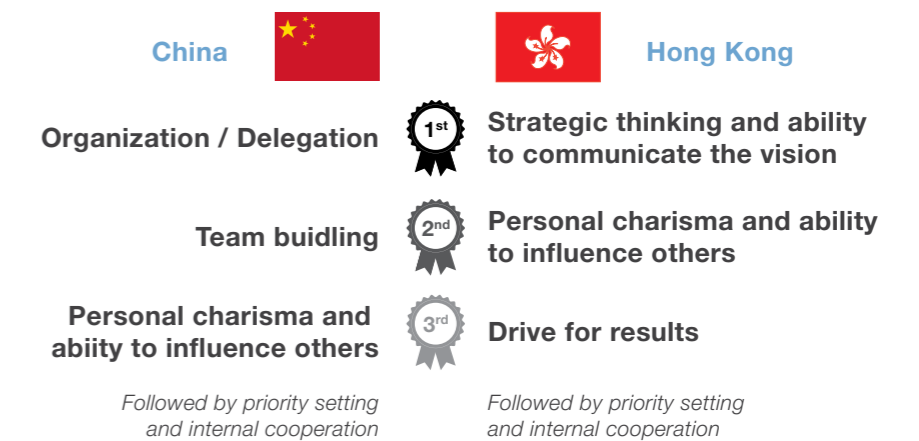 China
Hong Kong
Organization / Delegation
1st
Strategic thinking and ability
to communicate the vision
Team buidling
2nd
Personal charisma and ability
to influence others
Personal charisma and
abiity to influence others
3rd
Drive for results
Followed by priority setting
and internal cooperation
Followed by priority setting
and internal cooperation